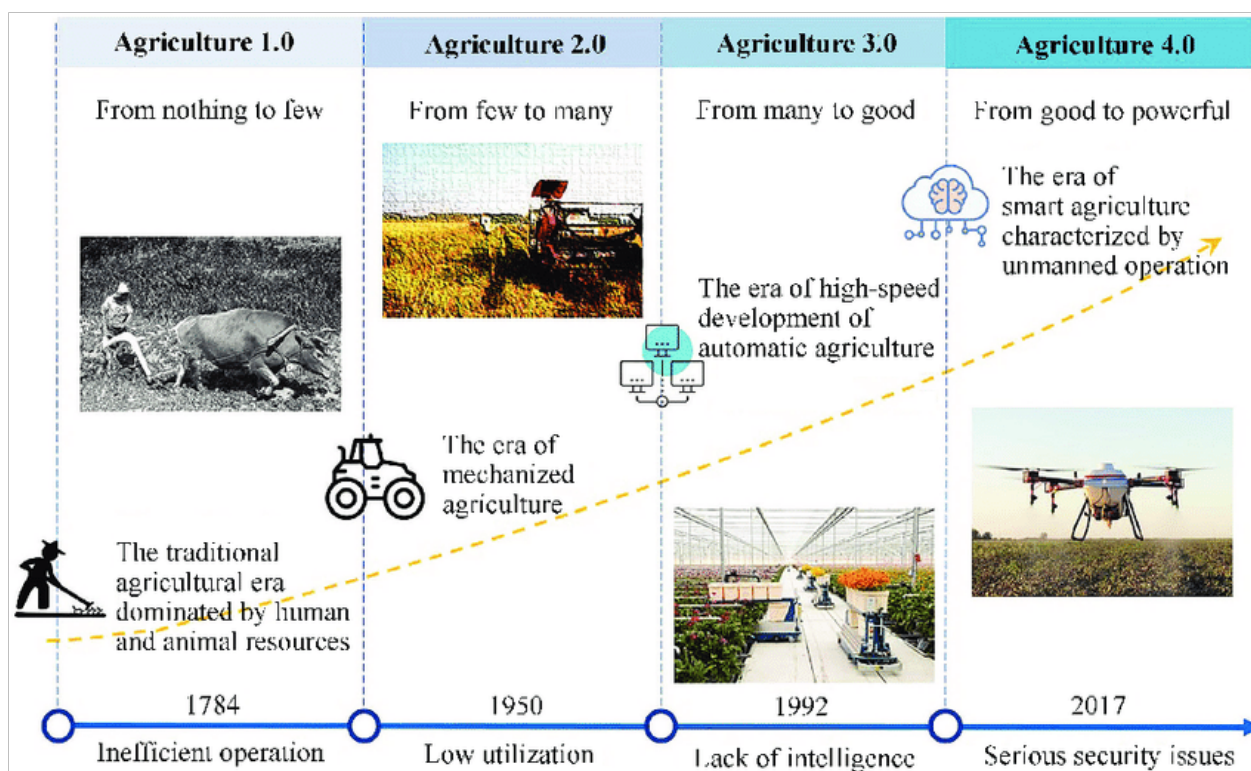 Agriculture 1.0
Agriculture 2.0
Agriculture 3.0
Agriculture 4.0
From nothing to few
From few to many
From many to good
From good to powerful
The era of
smart agriculture
characterized by
unmanned operation
The era of high-speed
development of
automatic agriculture
The era of
mechanized
agriculture
The traditional
agricultural era
dominated by human
and animal resources
1784
1950
1992
2017
Inefficient operation
Low utilization
Lack of intelligence
Serious security issues